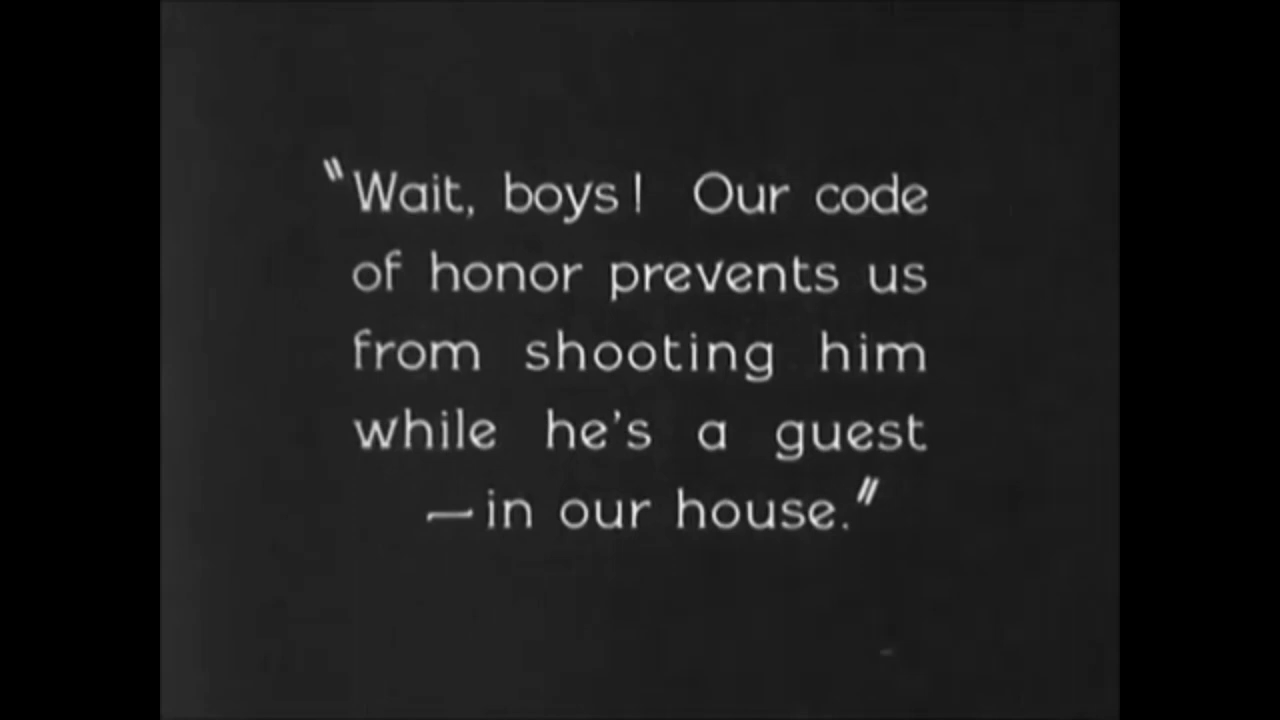 "Wait, boys! Our code
of honor prevents us
from shooting him
while he's a guest
—in our house."